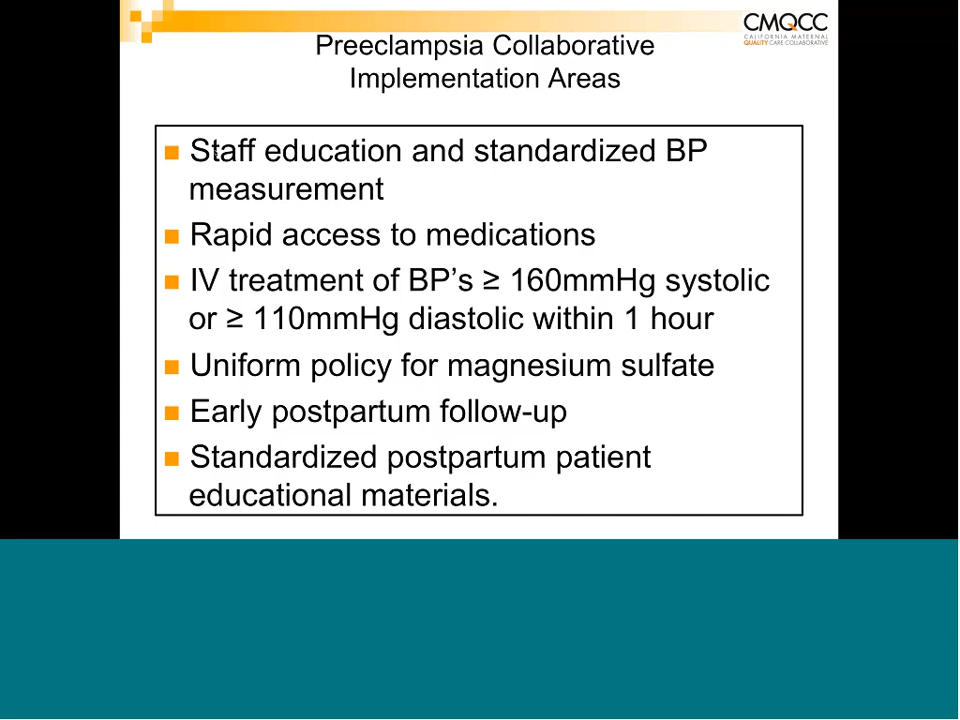 CMQCC
CALIFORNIA MATERNAL
QUALITY CARE COLLABORATIVE
Preeclampsia Collaborative
Implementation Areas
Staff education and standardized BP
measurement
Rapid access to medications
IV treatment of BP’s ≥ 160mmHg systolic
or ≥ 110mmHg diastolic within 1 hour
Uniform policy for magnesium sulfate
Early postpartum follow-up
Standardized postpartum patient
educational materials.